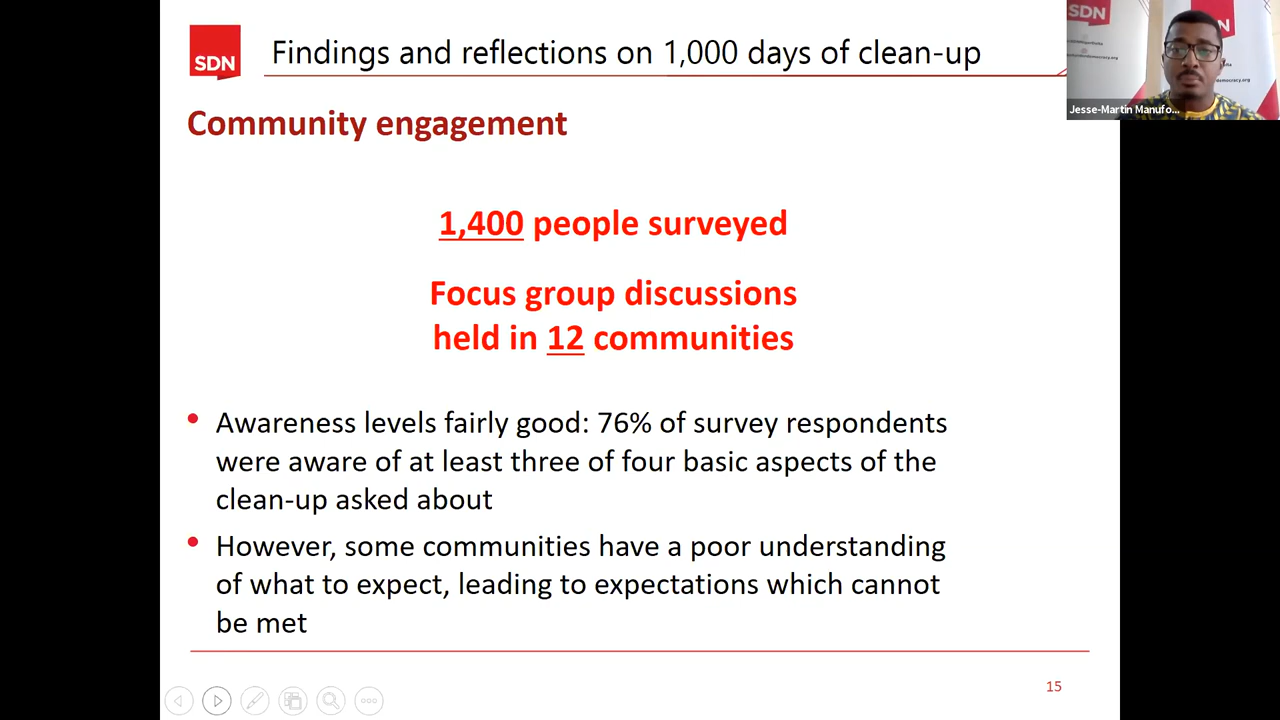 SDN
Findings and reflections on 1,000 days of clean-up
SDN
Jesse-Martin Manufo...
Community engagement
1,400 people surveyed
Focus group discussions
held in 12 communities
• Awareness levels fairly good: 76% of survey respondents
were aware of at least three of four basic aspects of the
clean-up asked about
• However, some communities have a poor understanding
of what to expect, leading to expectations which cannot
be met
15